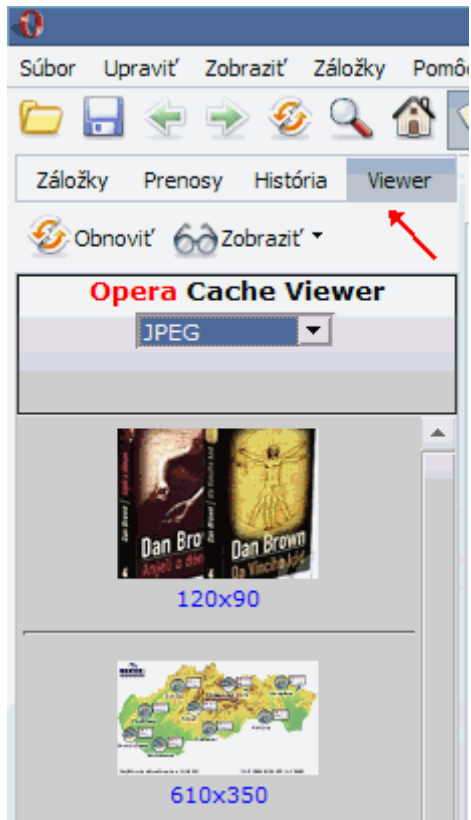 Súbor Upraviť Zobraziť Záložky
Záložky Prenosy História Viewer
Obnoviť Zobraziť
Opera Cache Viewer
JPEG
Dan Brown
Dan Brown
Anjeli a
Da Vinciho kód
120x90
610x350